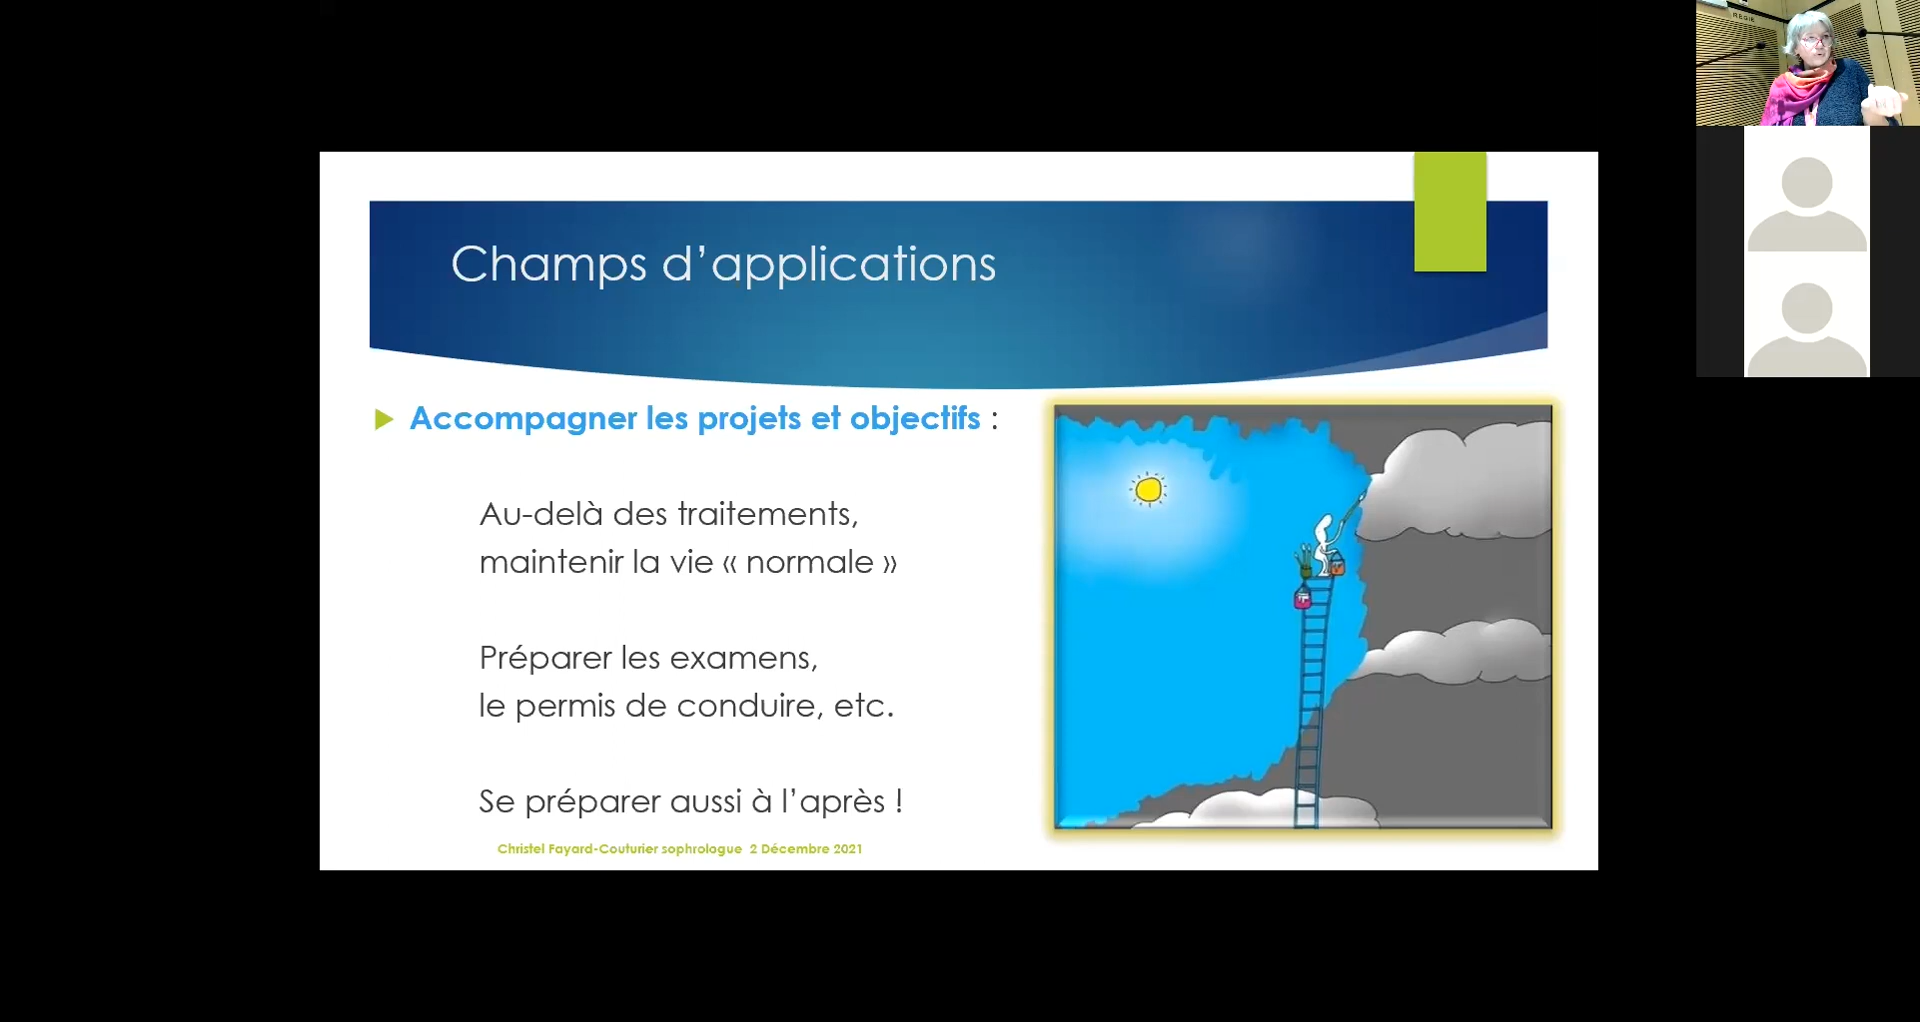 REGIE
Champs d’applications
Accompagner les projets et objectifs :
Au-delà des traitements,
maintenir la vie « normale »
Préparer les examens,
le permis de conduire, etc.
Se préparer aussi à l’après !
Christel Fayard-Couturier sophrologue 2 Décembre 2021